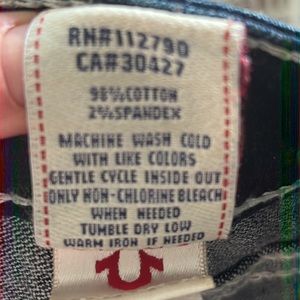 RN#112790
CA#30427
98%COTTON
2%SPANDEX
MACHINE WASH COLD
WITH LIKE COLORS
GENTLE CYCLE INSIDE OUT
ONLY NON-CHLORINE BLEACH
WHEN NEEDED
TUMBLE DRY LOW
WARM IRON IF NEEDED